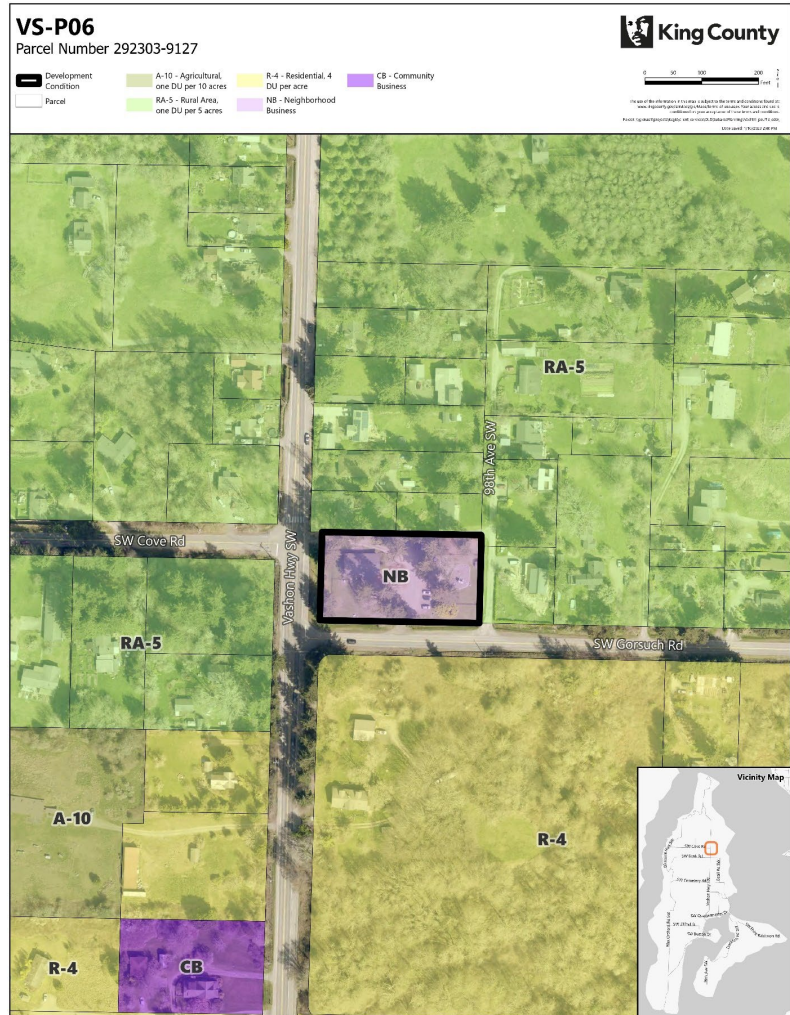 VS-P06
Parcel Number 292303-9127
King County
Development
Condition
Parcel
A-10 - Agricultural,
one DU per 10 acres
RA-5 - Rural Area,
one DU per 5 acres
R-4 - Residential, 4
DU per acre
NB - Neighborhood
Business
CB - Community
Business
0 50 100 200
Feet
RA-5
98th Ave SW
SW Cove Rd
Vashon Hwy SW
NB
SW Gorsuch Rd
RA-5
A-10
R-4
R-4
CB
Vicinity Map